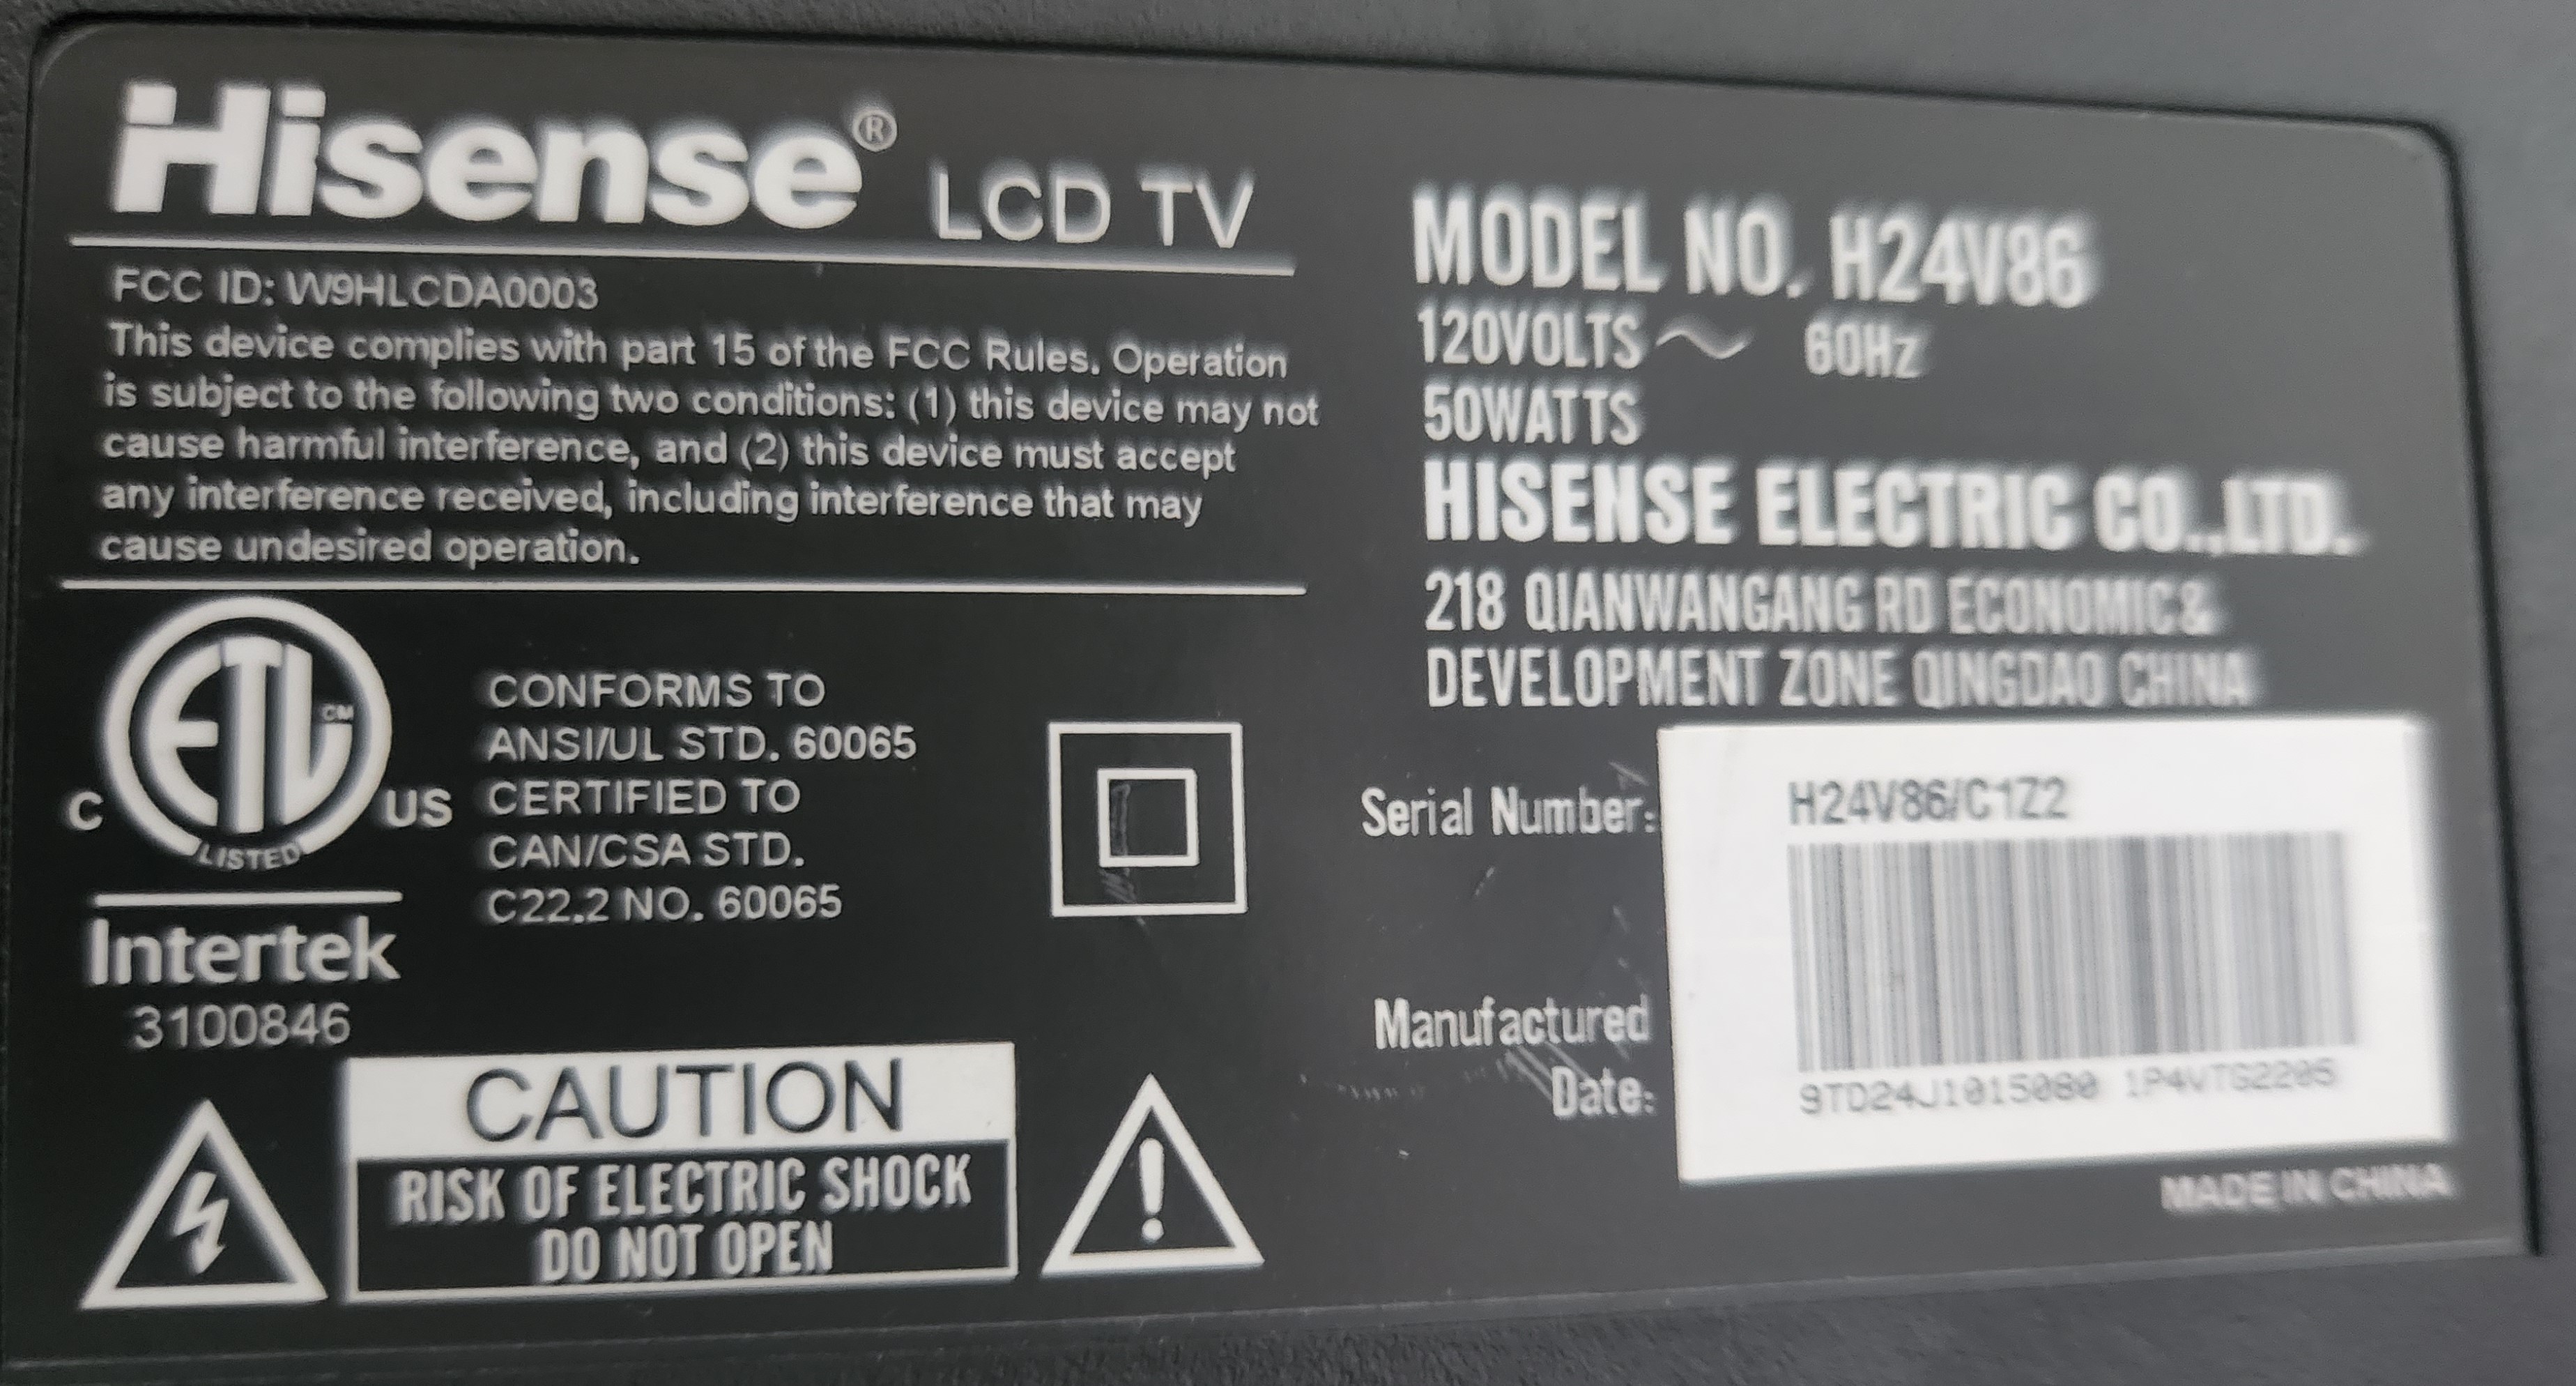 Hisense® LCD TV
FCC ID: W9HLCDA0003
This device complies with part 15 of the FCC Rules. Operation
is subject to the following two conditions: (1) this device may not
cause harmful interference, and (2) this device must accept
any interference received, including interference that may
cause undesired operation.
ETL CM
C US
LISTED
Intertek
3100846
CONFORMS TO
ANSI/UL STD. 60065
CERTIFIED TO
CAN/CSA STD.
C22.2 NO. 60065
CAUTION
RISK OF ELECTRIC SHOCK
DO NOT OPEN
!
MODEL NO. H24V86
120VOLTS ~ 60Hz
50WATTS
HISENSE ELECTRIC CO.,LTD.
218 QIANWANGANG RD ECONOMIC&
DEVELOPMENT ZONE QINGDAO CHINA
Serial Number:
H24V86/C1Z2
Manufactured
Date:
9TD24J1015080 1P4VTG2205
MADE IN CHINA